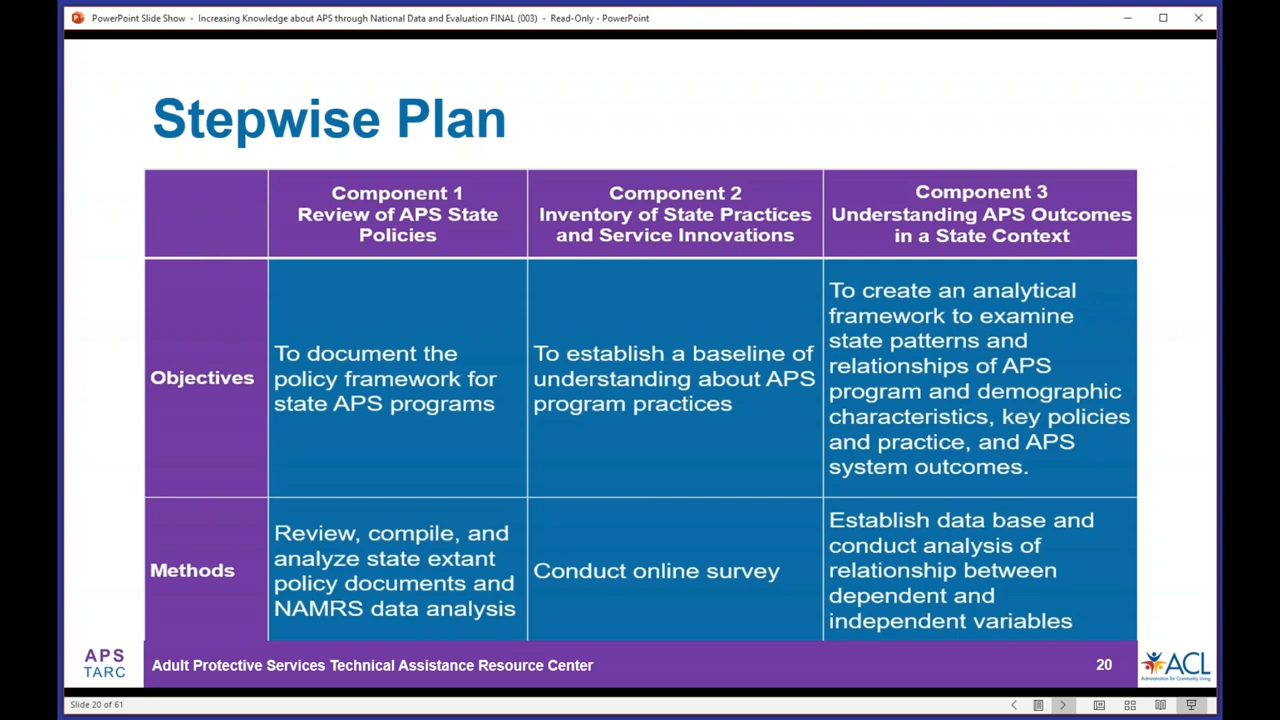 PowerPoint Slide Show - Increasing Knowledge about APS through National Data and Evaluation FINAL (003) - Read-Only - PowerPoint
Stepwise Plan
Component 1
Review of APS State
Policies
Component 2
Inventory of State Practices
and Service Innovations
Component 3
Understanding APS Outcomes
in a State Context
Objectives
To document the
policy framework for
state APS programs
To establish a baseline of
understanding about APS
program practices
To create an analytical
framework to examine
state patterns and
relationships of APS
program and demographic
characteristics, key policies
and practice, and APS
system outcomes.
Methods
Review, compile, and
analyze state extant
policy documents and
NAMRS data analysis
Conduct online survey
Establish data base and
conduct analysis of
relationship between
dependent and
independent variables
APS
TARC
Adult Protective Services Technical Assistance Resource Center
20
ACL
Administration for Community Living
Slide 20 of 61